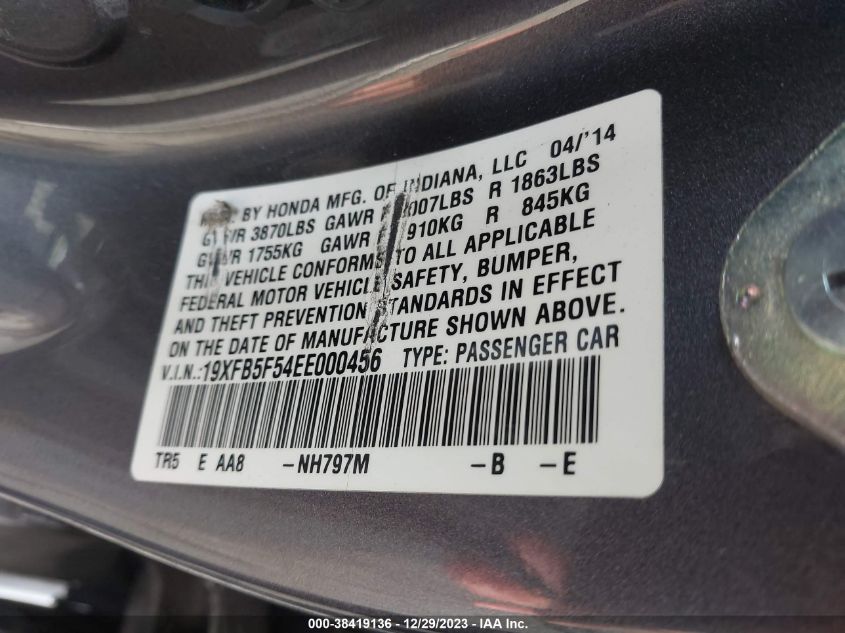 BY HONDA MFG. OF INDIANA, LLC 04/'14
3870LBS GAWR 007LBS R 1863LBS
1755KG GAWR 910KG R 845KG
VEHICLE CONFORMS TO ALL APPLICABLE
FEDERAL MOTOR VEHICLE SAFETY, BUMPER,
AND THEFT PREVENTION STANDARDS IN EFFECT
ON THE DATE OF MANUFACTURE SHOWN ABOVE.
V.I.N.:19XFB5F54EE000456 TYPE: PASSENGER CAR
TR5 E AA8 -NH797M -B -E
000-38419136 - 12/29/2023 - IAA Inc.